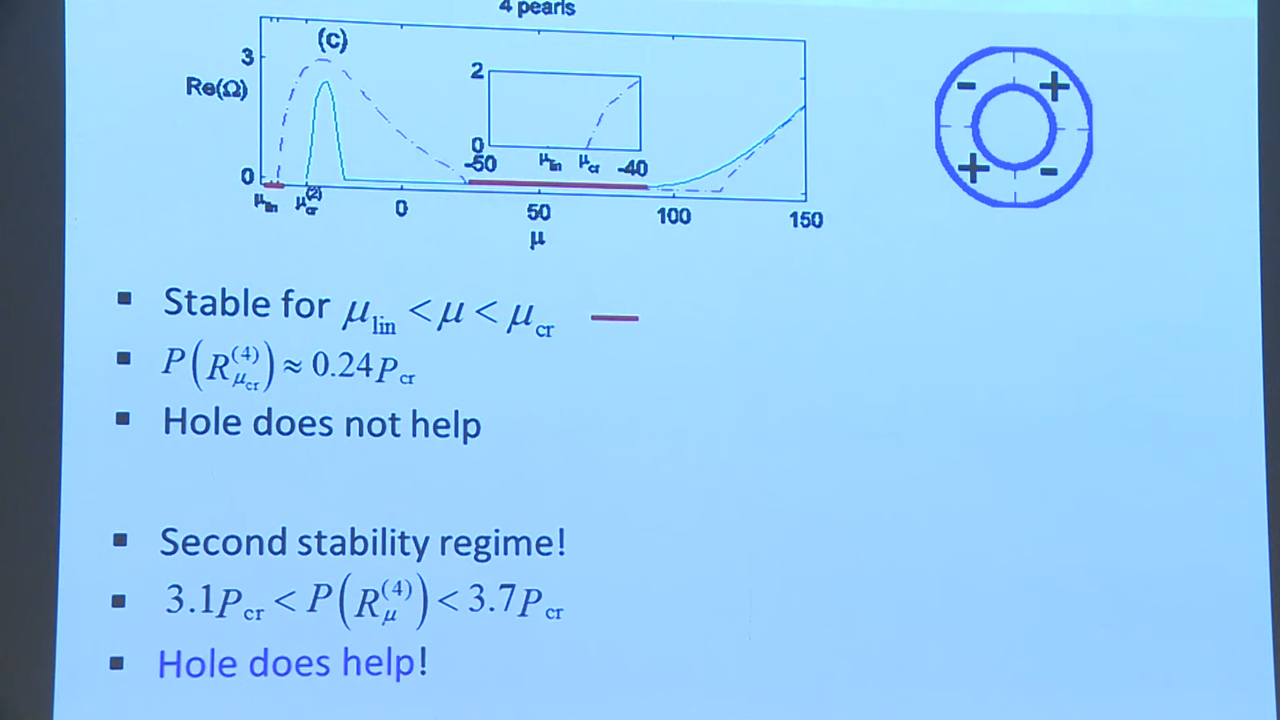 4 pearls
(c)
3
Re(Ω)
0
2
0
-50 μ_lin μ_cr -40
μ_lin μ_cr^(2) 0 50 100 150
μ
- +
+ -
▪ Stable for μ_lin < μ < μ_cr
▪ P(R_μcr^(4)) ≈ 0.24P_cr
▪ Hole does not help
▪ Second stability regime!
▪ 3.1P_cr < P(R_μ^(4)) < 3.7P_cr
▪ Hole does help!